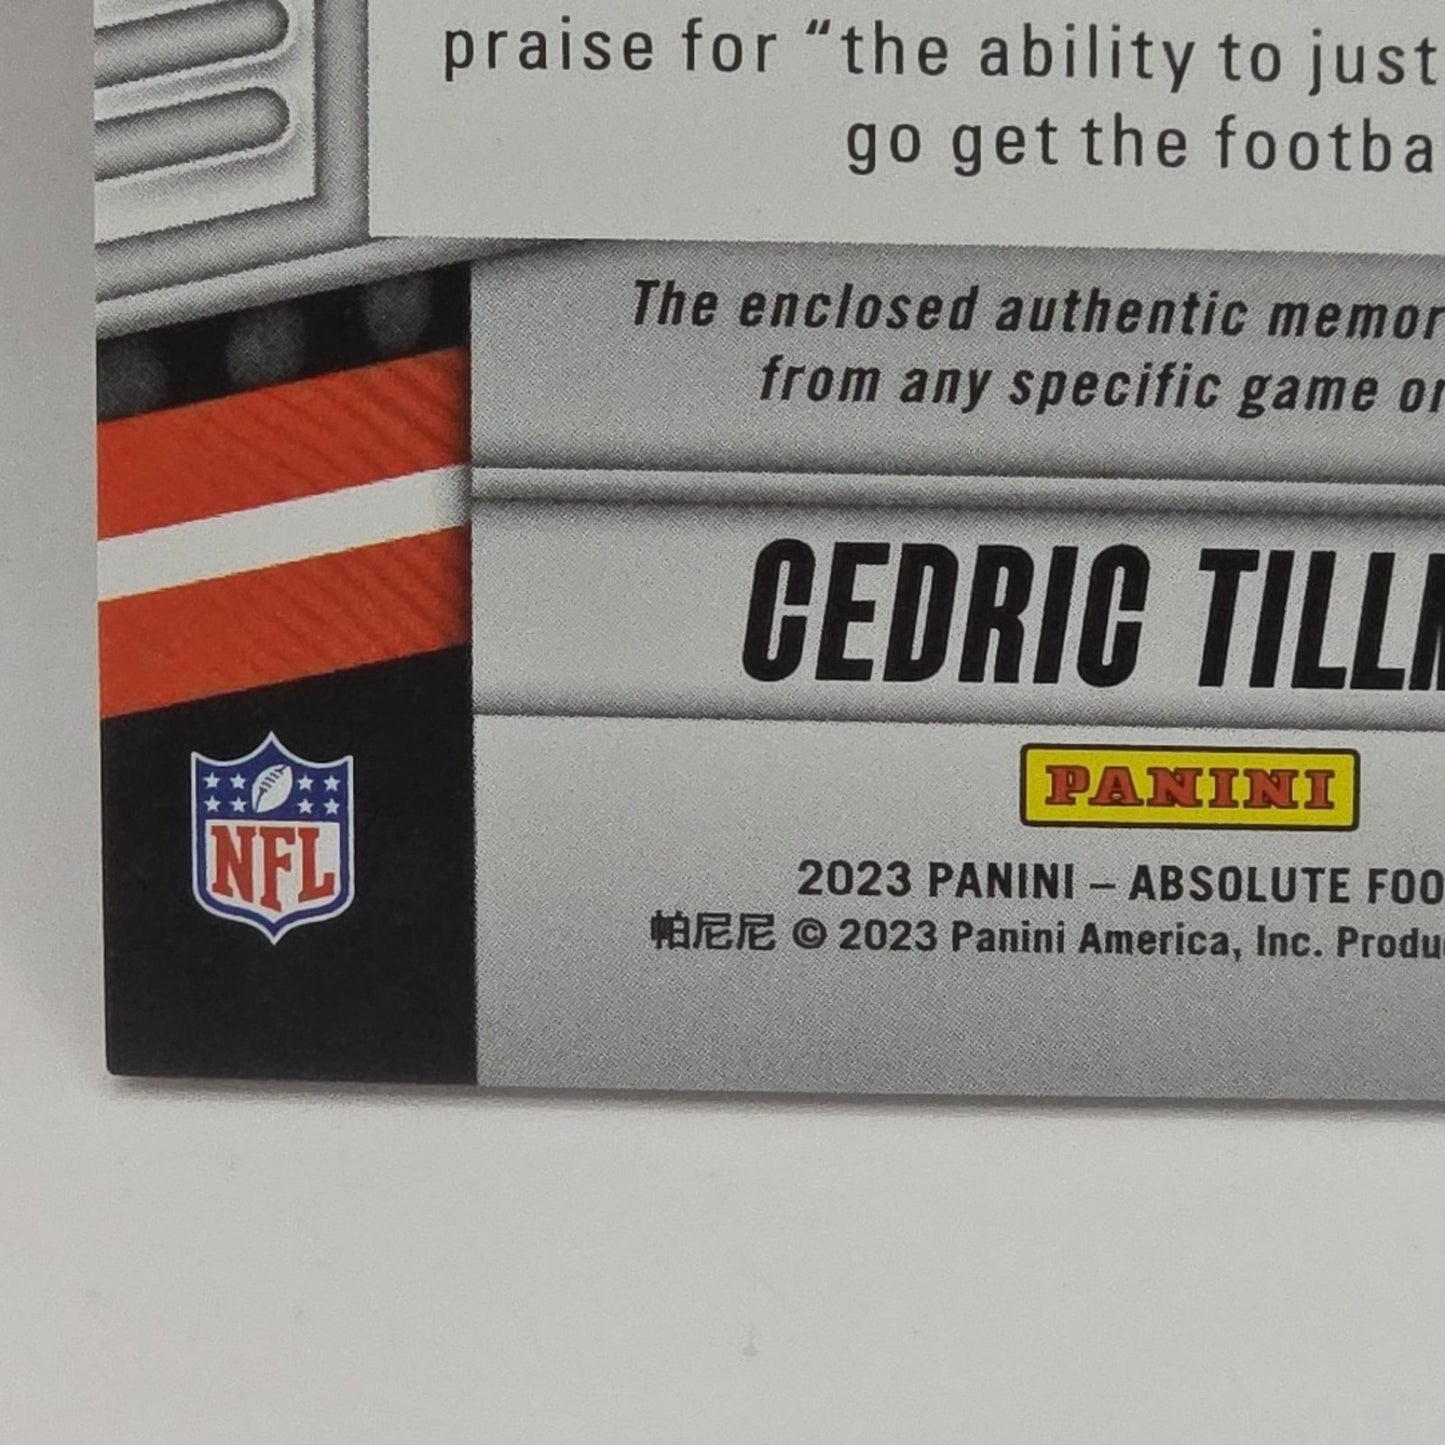 praise for “the ability to just
go get the footba
The enclosed authentic memor
from any specific game or
CEDRIC TILLM
NFL
PANINI
2023 PANINI – ABSOLUTE FOO
帕尼尼 © 2023 Panini America, Inc. Produ